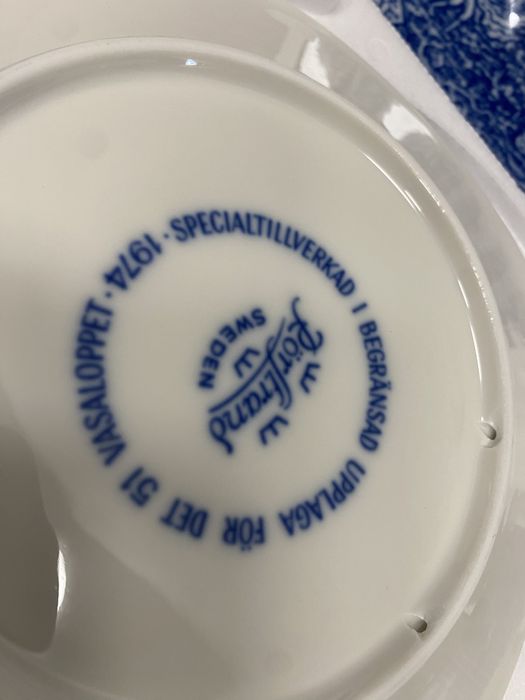 SPECIALTILLVERKAD I BEGRÄNSAD UPPLAGA FÖR DET 51 VASALOPPET · 1974 ·
Rörstrand
SWEDEN